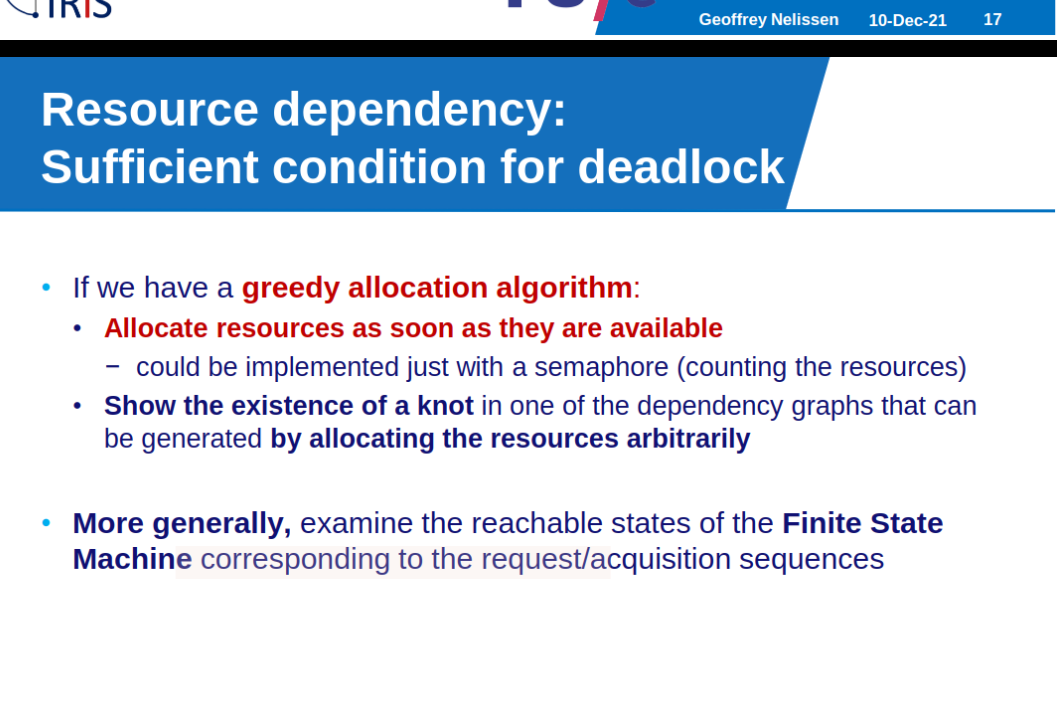 IRIS
Geoffrey Nelissen 10-Dec-21 17
Resource dependency:
Sufficient condition for deadlock
• If we have a greedy allocation algorithm:
• Allocate resources as soon as they are available
− could be implemented just with a semaphore (counting the resources)
• Show the existence of a knot in one of the dependency graphs that can
be generated by allocating the resources arbitrarily
• More generally, examine the reachable states of the Finite State
Machine corresponding to the request/acquisition sequences